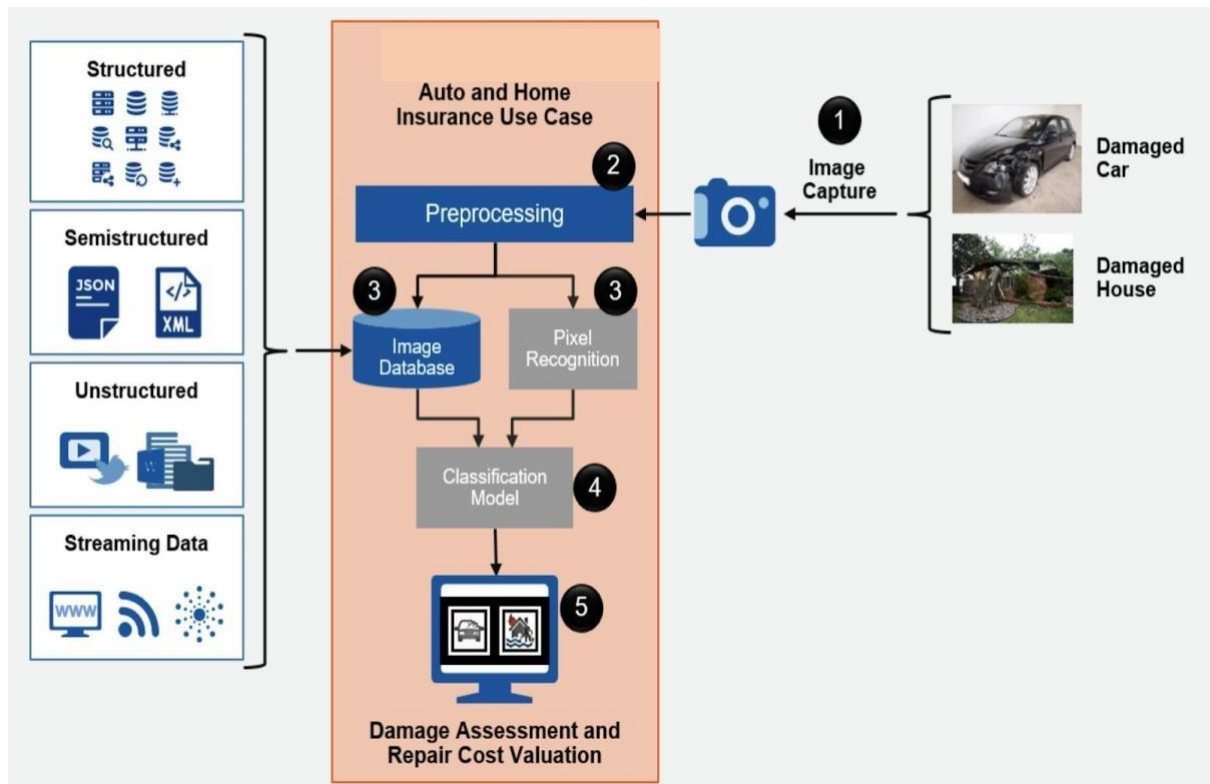 Structured
Semistructured
JSON
</>
XML
Unstructured
W
Streaming Data
WWW
Auto and Home
Insurance Use Case
2
Preprocessing
3
3
Image
Database
Pixel
Recognition
Classification
Model
4
5
Damage Assessment and
Repair Cost Valuation
1
Image
Capture
Damaged
Car
Damaged
House